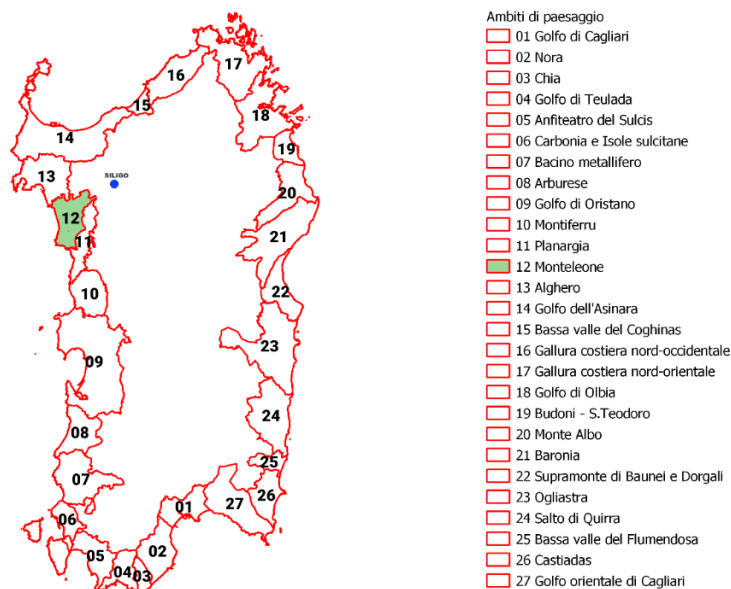 Ambiti di paesaggio
01 Golfo di Cagliari
02 Nora
03 Chia
04 Golfo di Teulada
05 Anfiteatro del Sulcis
06 Carbonia e Isole sulcitane
07 Bacino metallifero
08 Arburese
09 Golfo di Oristano
10 Montiferru
11 Planargia
12 Monteleone
13 Alghero
14 Golfo dell'Asinara
15 Bassa valle del Coghinas
16 Gallura costiera nord-occidentale
17 Gallura costiera nord-orientale
18 Golfo di Olbia
19 Budoni - S.Teodoro
20 Monte Albo
21 Baronia
22 Supramonte di Baunei e Dorgali
23 Ogliastra
24 Salto di Quirra
25 Bassa valle del Flumendosa
26 Castiadas
27 Golfo orientale di Cagliari
17
16
15
18
14
19
13
SILIGO
20
12
21
11
22
10
23
09
24
08
25
07
26
27
01
06
02
05
04
03